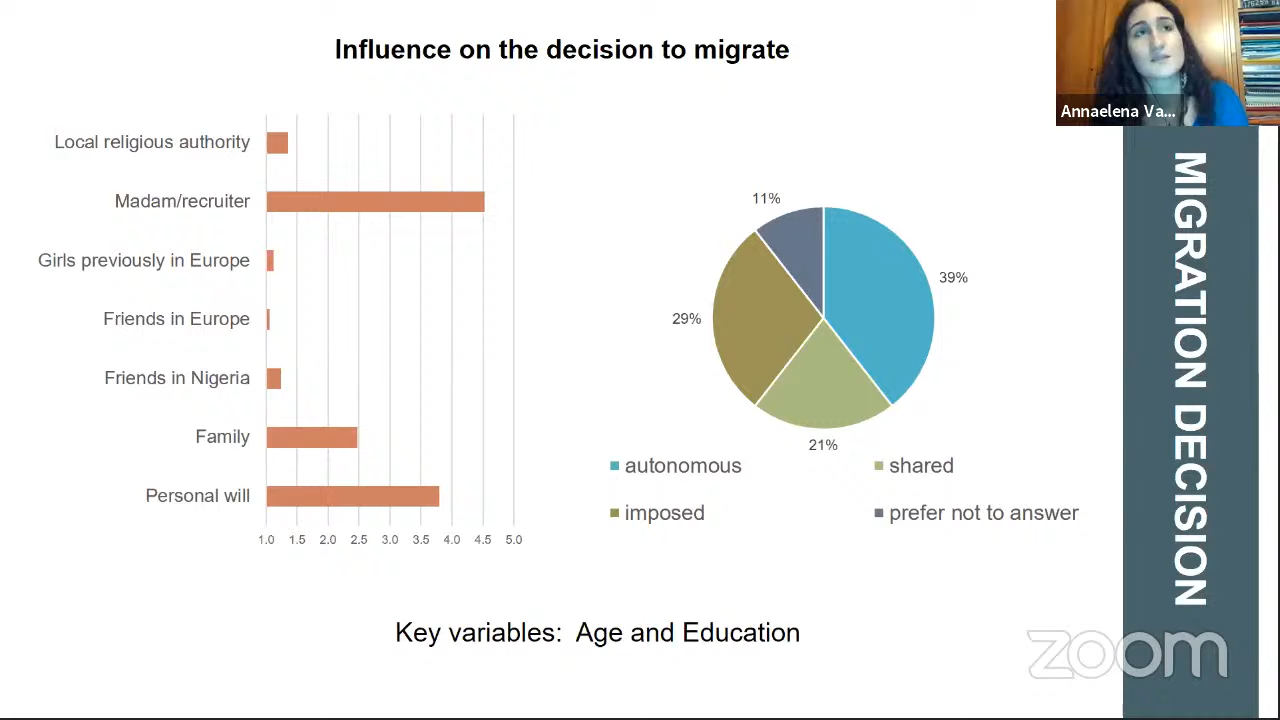 Influence on the decision to migrate
Annaelena Va...
Local religious authority
Madam/recruiter
Girls previously in Europe
Friends in Europe
Friends in Nigeria
Family
Personal will
1.0 1.5 2.0 2.5 3.0 3.5 4.0 4.5 5.0
11%
39%
29%
21%
autonomous
shared
imposed
prefer not to answer
MIGRATION DECISION
Key variables: Age and Education
zoom